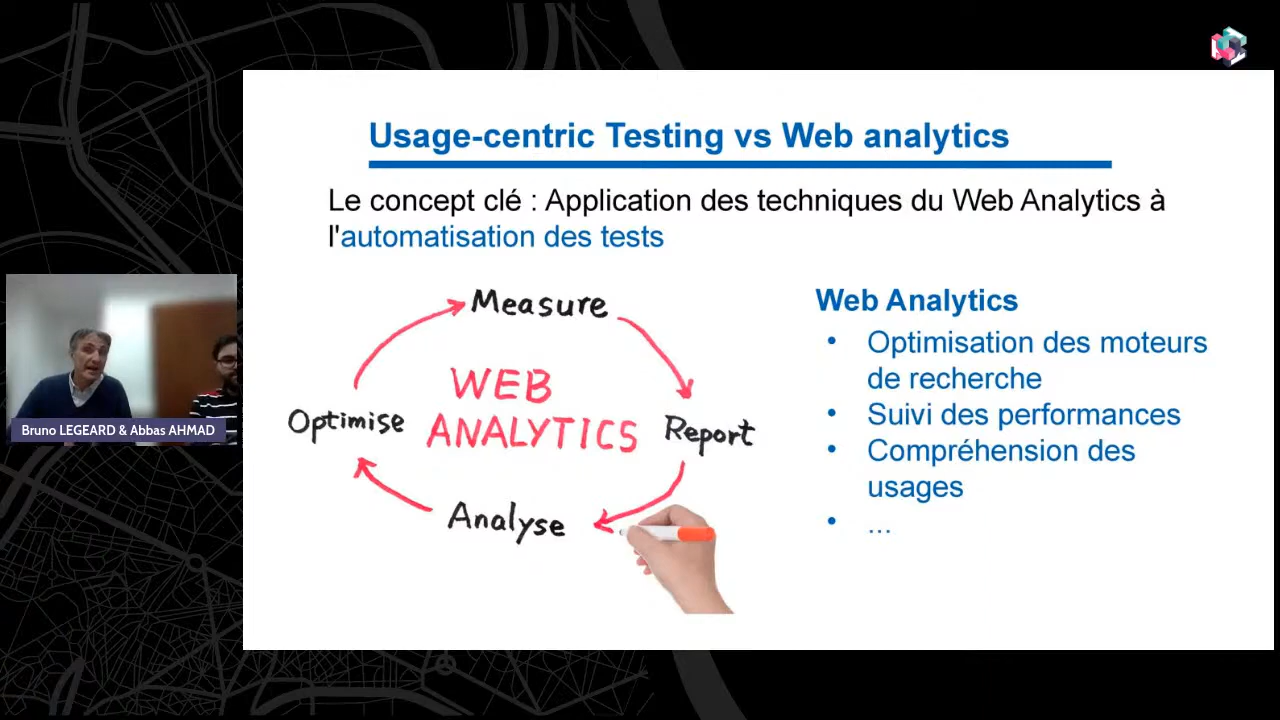 Usage-centric Testing vs Web analytics
Le concept clé : Application des techniques du Web Analytics à
l'automatisation des tests
Measure
WEB
ANALYTICS
Optimise
Report
Analyse
Web Analytics
• Optimisation des moteurs
de recherche
• Suivi des performances
• Compréhension des
usages
• ...
Bruno LEGEARD & Abbas AHMAD